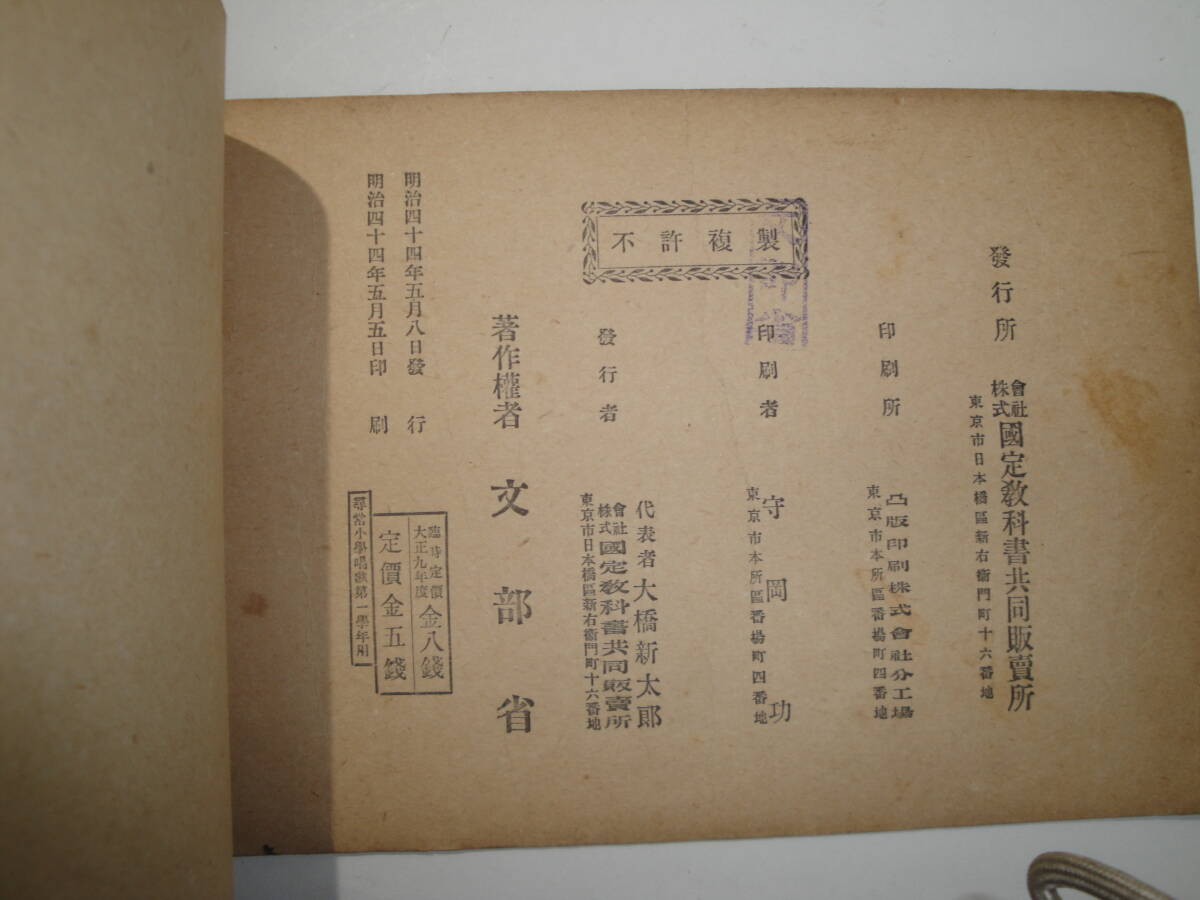 發行所
會社
株式
國定敎科書共同販賣所
東京市日本橋區新右衞門町十六番地
印刷所
凸版印刷株式會社分工場
東京市本所區番場町四番地
印刷者
守岡功
東京市本所區番場町四番地
不許複製
發行者
代表者大橋新太郎
會社
株式
國定敎科書共同販賣所
東京市日本橋區新右衞門町十六番地
著作權者 文部省
明治四十四年五月八日發行
明治四十四年五月五日印刷
臨時定價
大正九年度
金八錢
定價金五錢
尋常小學唱歌第一學年用